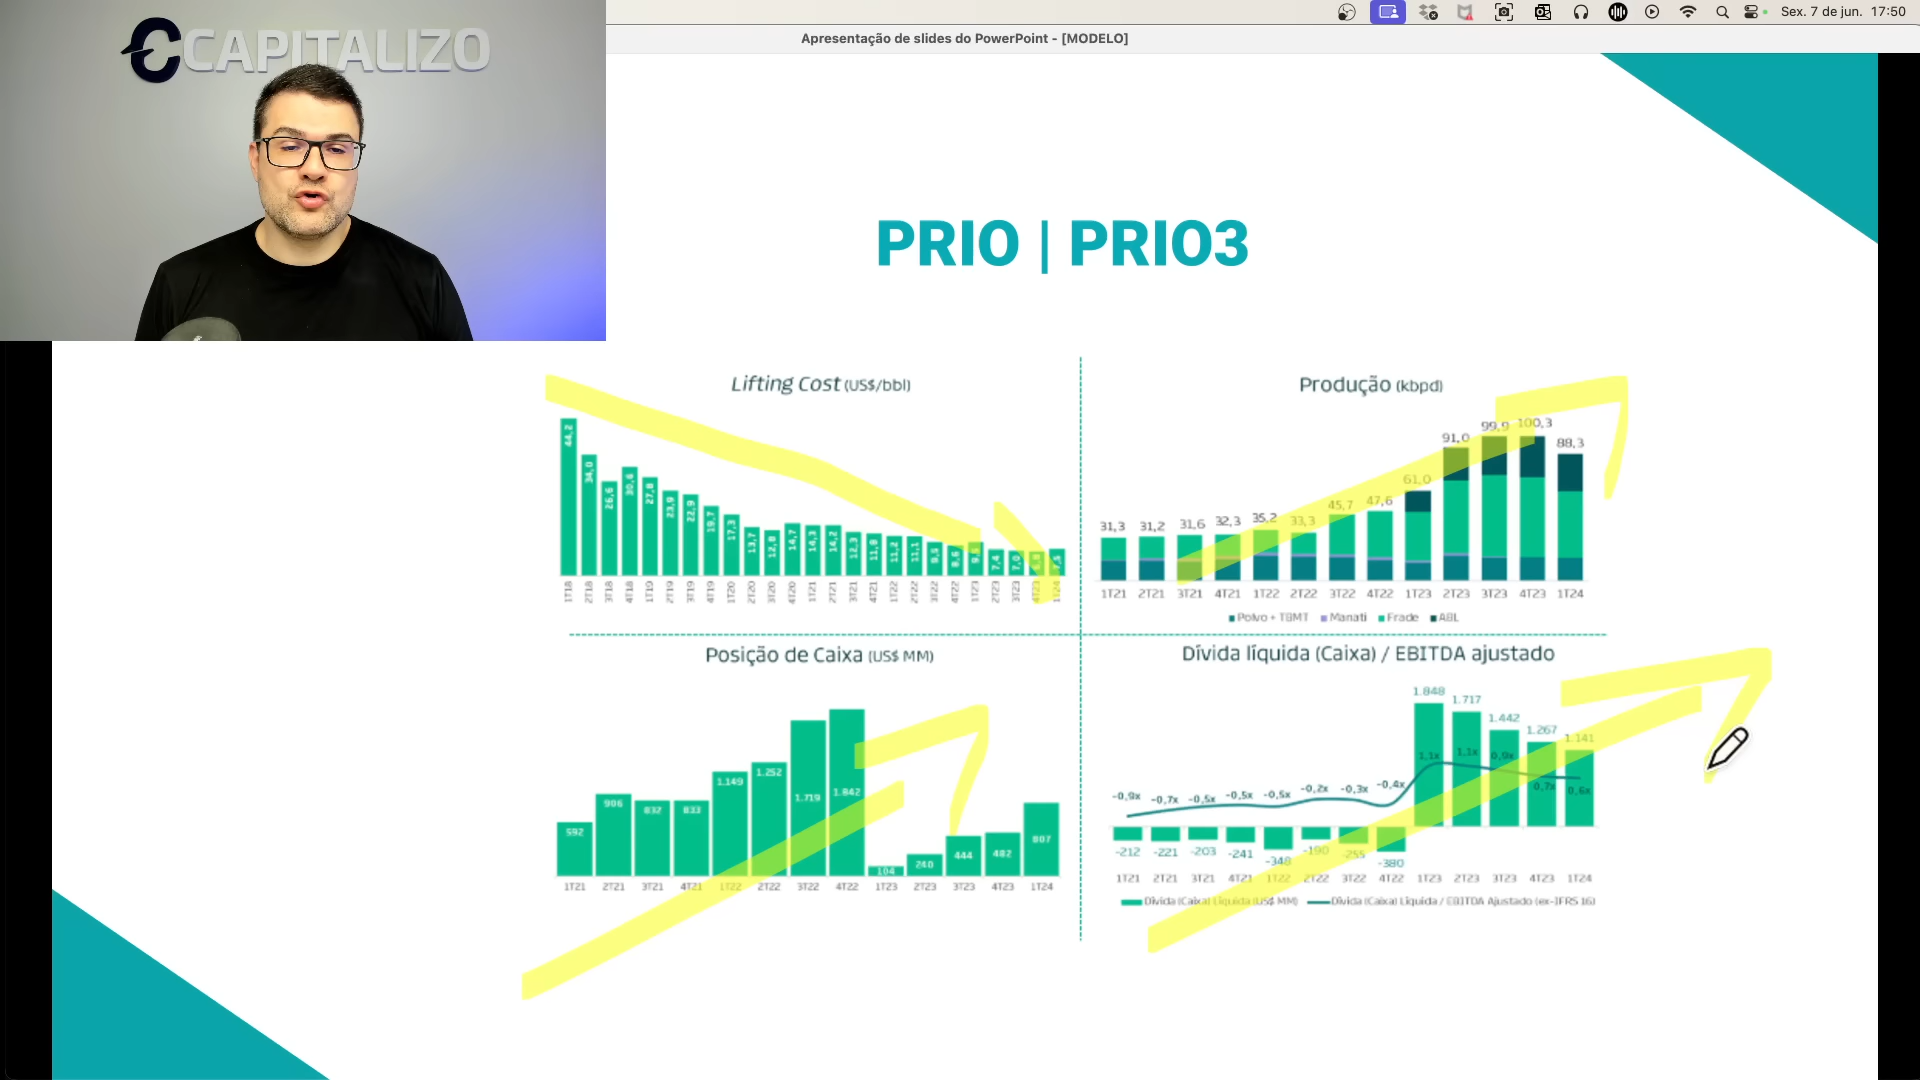 CAPITALIZO
Sex. 7 de jun. 17:50
Apresentação de slides do PowerPoint - [MODELO]
PRIO | PRIO3
Lifting Cost (US$/bbl)
44,2 34,0 26,6 30,6 27,8 23,9 22,9 19,7 17,3 13,7 12,8 14,7 14,3 14,2 12,3 11,9 11,2 11,1 9,5 8,6 9,5 7,4 7,0 7,5
1T18 2T18 3T18 4T18 1T19 2T19 3T19 4T19 1T20 2T20 3T20 4T20 1T21 2T21 3T21 4T21 1T22 2T22 3T22 4T22 1T23 2T23 3T23 4T23 1T24
Produção (kbpd)
31,3 31,2 31,6 32,3 35,2 33,3 45,7 47,6 61,0 91,0 99,9 100,3 88,3
1T21 2T21 3T21 4T21 1T22 2T22 3T22 4T22 1T23 2T23 3T23 4T23 1T24
Polvo + TBMT Manati Frade ABL
Posição de Caixa (US$ MM)
592 906 832 833 1.149 1.252 1.719 1.842 104 240 444 482 807
1T21 2T21 3T21 4T21 1T22 2T22 3T22 4T22 1T23 2T23 3T23 4T23 1T24
Dívida líquida (Caixa) / EBITDA ajustado
1.848 1.717 1.442 1.267 1.141
-0,9x -0,7x -0,5x -0,5x -0,5x -0,2x -0,3x -0,4x 1,1x 1,1x 0,9x 0,7x 0,6x
-212 -221 -203 -241 -348 -190 -255 -380
1T21 2T21 3T21 4T21 1T22 2T22 3T22 4T22 1T23 2T23 3T23 4T23 1T24
Dívida (Caixa) Líquida (US$ MM) Dívida (Caixa) Líquida / EBITDA Ajustado (ex-IFRS 16)